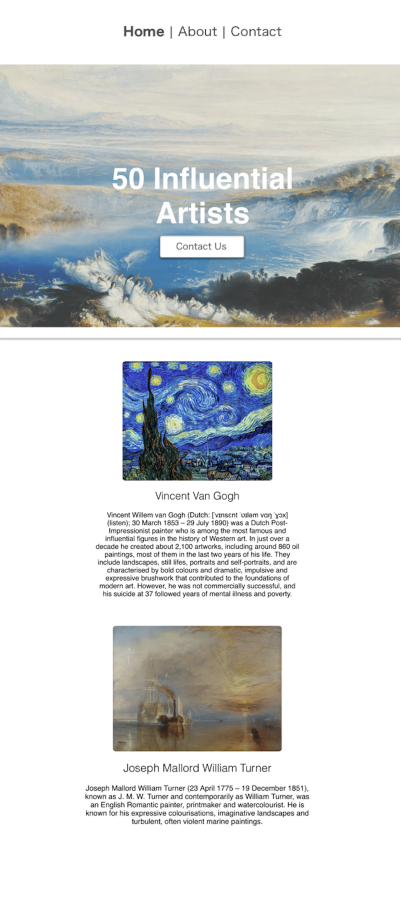 Home | About | Contact
50 Influential
Artists
Contact Us
Vincent Van Gogh
Vincent Willem van Gogh (Dutch: [ˈvɪnsɛnt ˈʋɪləm vɑŋ ˈɣɔx]
(listen); 30 March 1853 – 29 July 1890) was a Dutch Post-
Impressionist painter who is among the most famous and
influential figures in the history of Western art. In just over a
decade he created about 2,100 artworks, including around 860 oil
paintings, most of them in the last two years of his life. They
include landscapes, still lifes, portraits and self-portraits, and are
characterised by bold colours and dramatic, impulsive and
expressive brushwork that contributed to the foundations of
modern art. However, he was not commercially successful, and
his suicide at 37 followed years of mental illness and poverty.
Joseph Mallord William Turner
Joseph Mallord William Turner (23 April 1775 – 19 December 1851),
known as J. M. W. Turner and contemporarily as William Turner, was
an English Romantic painter, printmaker and watercolourist. He is
known for his expressive colourisations, imaginative landscapes and
turbulent, often violent marine paintings.